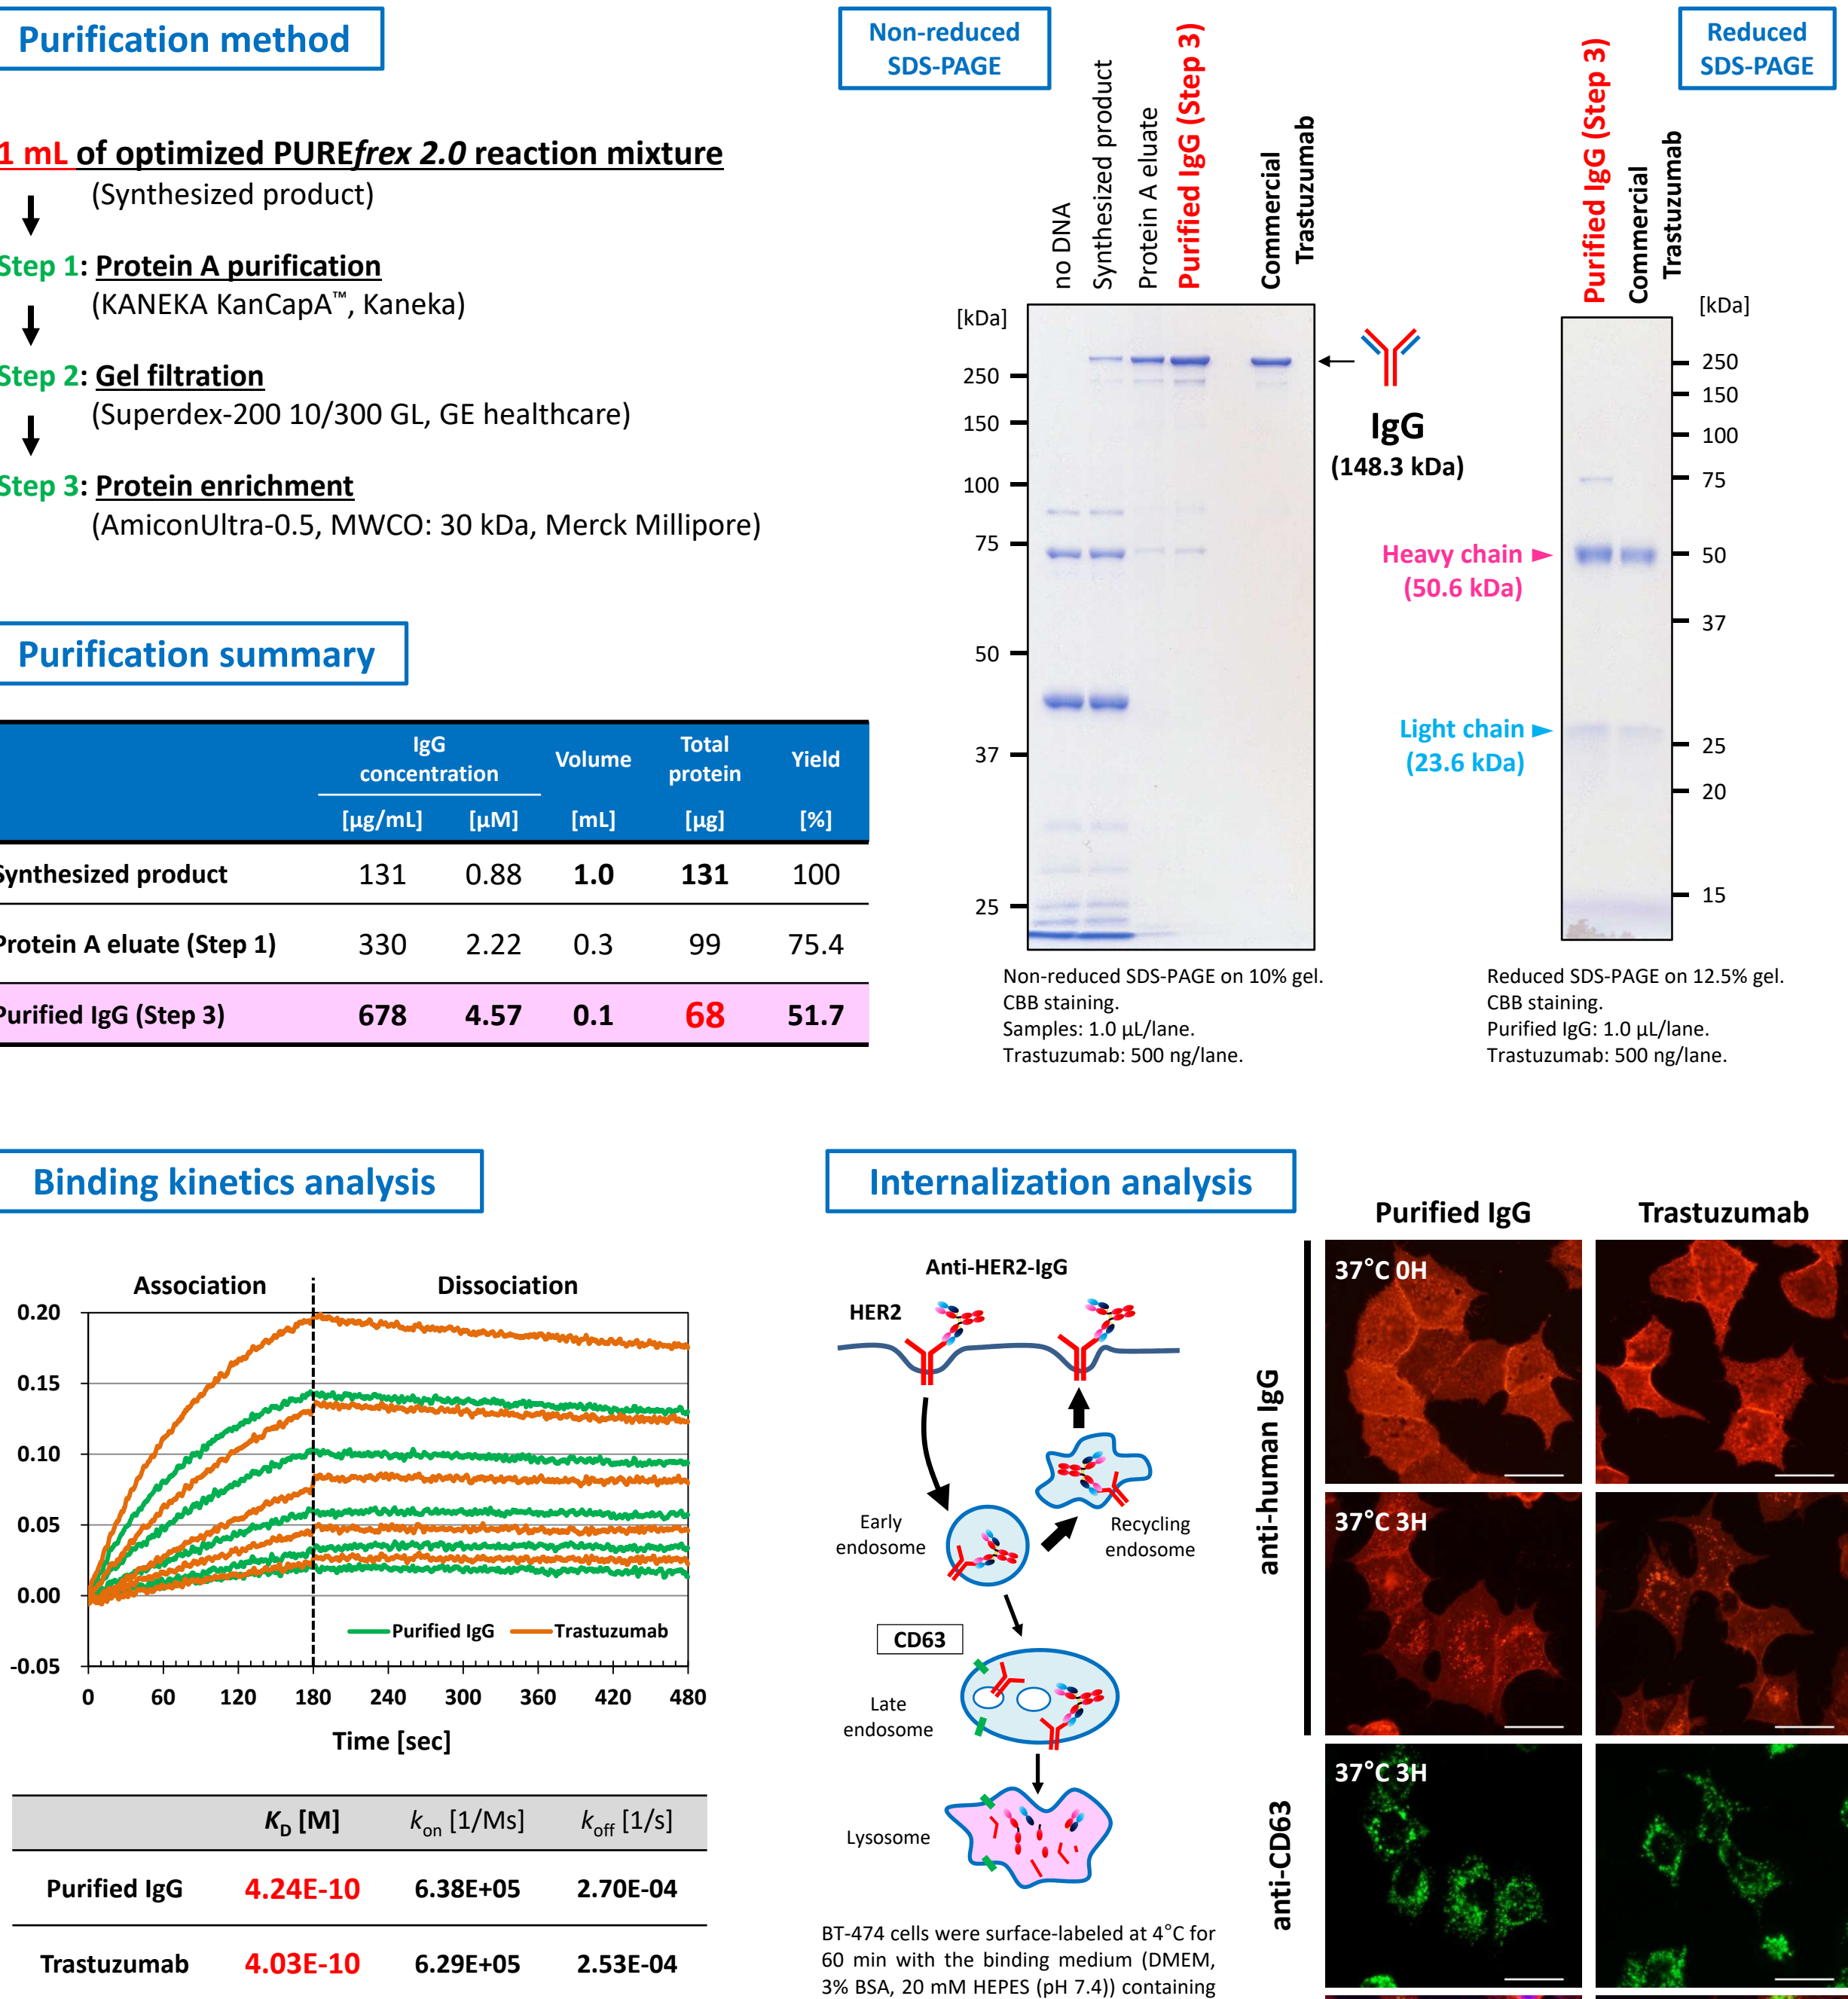 Purification method
1 mL of optimized PUREfrex 2.0 reaction mixture
(Synthesized product)
Step 1: Protein A purification
(KANEKA KanCapA™, Kaneka)
Step 2: Gel filtration
(Superdex-200 10/300 GL, GE healthcare)
Step 3: Protein enrichment
(AmiconUltra-0.5, MWCO: 30 kDa, Merck Millipore)
Non-reduced
SDS-PAGE
no DNA
Synthesized product
Protein A eluate
Purified IgG (Step 3)
Commercial
Trastuzumab
[kDa]
250
150
100
75
50
37
25
IgG
(148.3 kDa)
Non-reduced SDS-PAGE on 10% gel.
CBB staining.
Samples: 1.0 μL/lane.
Trastuzumab: 500 ng/lane.
Reduced
SDS-PAGE
Purified IgG (Step 3)
Commercial
Trastuzumab
[kDa]
250
150
100
75
50
37
25
20
15
Heavy chain
(50.6 kDa)
Light chain
(23.6 kDa)
Reduced SDS-PAGE on 12.5% gel.
CBB staining.
Purified IgG: 1.0 μL/lane.
Trastuzumab: 500 ng/lane.
Purification summary
IgG concentration Volume Total protein Yield
[μg/mL] [μM] [mL] [μg] [%]
Synthesized product 131 0.88 1.0 131 100
Protein A eluate (Step 1) 330 2.22 0.3 99 75.4
Purified IgG (Step 3) 678 4.57 0.1 68 51.7
Binding kinetics analysis
Association Dissociation
0.20
0.15
0.10
0.05
0.00
-0.05
Purified IgG Trastuzumab
0 60 120 180 240 300 360 420 480
Time [sec]
KD [M] kon [1/Ms] koff [1/s]
Purified IgG 4.24E-10 6.38E+05 2.70E-04
Trastuzumab 4.03E-10 6.29E+05 2.53E-04
Internalization analysis
Anti-HER2-IgG
HER2
Early
endosome
Recycling
endosome
CD63
Late
endosome
Lysosome
BT-474 cells were surface-labeled at 4°C for
60 min with the binding medium (DMEM,
3% BSA, 20 mM HEPES (pH 7.4)) containing
Purified IgG Trastuzumab
anti-human IgG
37°C 0H
37°C 3H
anti-CD63
37°C 3H